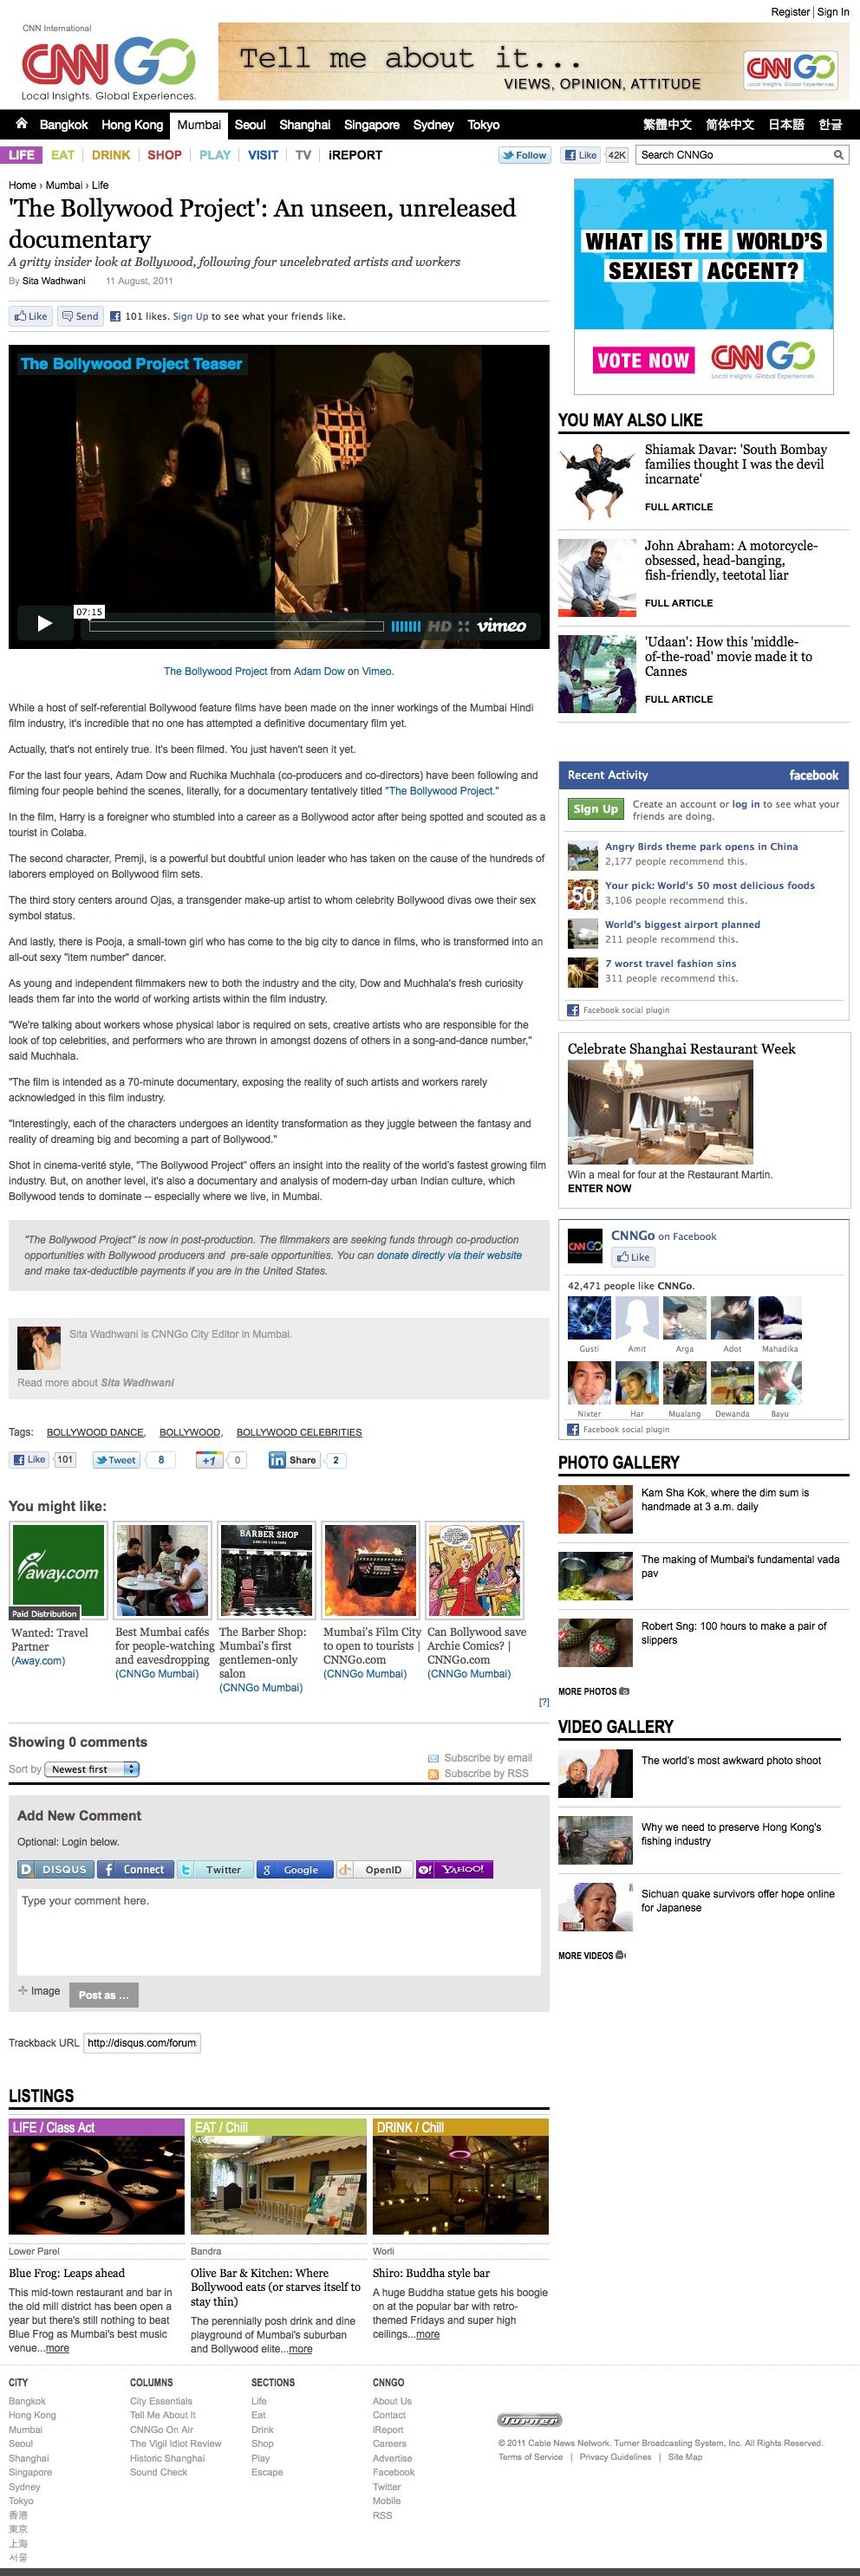 Register | Sign In
CNN International
CNN GO
Local Insights. Global Experiences.
Tell me about it...
VIEWS, OPINION, ATTITUDE
CNN GO
Local Insights. Global Experiences.
Bangkok Hong Kong Mumbai Seoul Shanghai Singapore Sydney Tokyo 繁體中文 简体中文 日本語 한글
LIFE EAT DRINK SHOP PLAY VISIT TV iREPORT Follow Like 42K Search CNNGo
Home › Mumbai › Life
'The Bollywood Project': An unseen, unreleased
documentary
A gritty insider look at Bollywood, following four uncelebrated artists and workers
By Sita Wadhwani 11 August, 2011
Like Send 101 likes. Sign Up to see what your friends like.
The Bollywood Project Teaser
07:15
HD vimeo
The Bollywood Project from Adam Dow on Vimeo.
While a host of self-referential Bollywood feature films have been made on the inner workings of the Mumbai Hindi
film industry, it's incredible that no one has attempted a definitive documentary film yet.
Actually, that's not entirely true. It's been filmed. You just haven't seen it yet.
For the last four years, Adam Dow and Ruchika Muchhala (co-producers and co-directors) have been following and
filming four people behind the scenes, literally, for a documentary tentatively titled "The Bollywood Project."
In the film, Harry is a foreigner who stumbled into a career as a Bollywood actor after being spotted and scouted as a
tourist in Colaba.
The second character, Premji, is a powerful but doubtful union leader who has taken on the cause of the hundreds of
laborers employed on Bollywood film sets.
The third story centers around Ojas, a transgender make-up artist to whom celebrity Bollywood divas owe their sex
symbol status.
And lastly, there is Pooja, a small-town girl who has come to the big city to dance in films, who is transformed into an
all-out sexy "item number" dancer.
As young and independent filmmakers new to both the industry and the city, Dow and Muchhala's fresh curiosity
leads them far into the world of working artists within the film industry.
"We're talking about workers whose physical labor is required on sets, creative artists who are responsible for the
look of top celebrities, and performers who are thrown in amongst dozens of others in a song-and-dance number,"
said Muchhala.
"The film is intended as a 70-minute documentary, exposing the reality of such artists and workers rarely
acknowledged in this film industry.
"Interestingly, each of the characters undergoes an identity transformation as they juggle between the fantasy and
reality of dreaming big and becoming a part of Bollywood."
Shot in cinema-verité style, "The Bollywood Project" offers an insight into the reality of the world's fastest growing film
industry. But, on another level, it's also a documentary and analysis of modern-day urban Indian culture, which
Bollywood tends to dominate -- especially where we live, in Mumbai.
"The Bollywood Project" is now in post-production. The filmmakers are seeking funds through co-production
opportunities with Bollywood producers and pre-sale opportunities. You can donate directly via their website
and make tax-deductible payments if you are in the United States.
Sita Wadhwani is CNNGo City Editor in Mumbai.
Read more about Sita Wadhwani
Tags: BOLLYWOOD DANCE, BOLLYWOOD, BOLLYWOOD CELEBRITIES
Like 101 Tweet 8 +1 0 Share 2
You might like:
away.com
Paid Distribution
THE
BARBER SHOP
Wanted: Travel
Partner
(Away.com)
Best Mumbai cafés
for people-watching
and eavesdropping
(CNNGo Mumbai)
The Barber Shop:
Mumbai's first
gentlemen-only
salon
(CNNGo Mumbai)
Mumbai's Film City
to open to tourists |
CNNGo.com
(CNNGo Mumbai)
Can Bollywood save
Archie Comics? |
CNNGo.com
(CNNGo Mumbai)
[?]
Showing 0 comments
Sort by Newest first
Subscribe by email
Subscribe by RSS
Add New Comment
Optional: Login below.
D DISQUS f Connect t Twitter g Google OpenID Y! YAHOO!
Type your comment here.
Image Post as ...
Trackback URL http://disqus.com/forum
LISTINGS
LIFE / Class Act
Lower Parel
Blue Frog: Leaps ahead
This mid-town restaurant and bar in
the old mill district has been open a
year but there's still nothing to beat
Blue Frog as Mumbai's best music
venue...more
EAT / Chill
Bandra
Olive Bar & Kitchen: Where
Bollywood eats (or starves itself to
stay thin)
The perennially posh drink and dine
playground of Mumbai's suburban
and Bollywood elite...more
DRINK / Chill
Worli
Shiro: Buddha style bar
A huge Buddha statue gets his boogie
on at the popular bar with retro-
themed Fridays and super high
ceilings...more
WHAT IS THE WORLD'S
SEXIEST ACCENT?
VOTE NOW CNN GO
Local Insights. Global Experiences.
YOU MAY ALSO LIKE
Shiamak Davar: 'South Bombay
families thought I was the devil
incarnate'
FULL ARTICLE
John Abraham: A motorcycle-
obsessed, head-banging,
fish-friendly, teetotal liar
FULL ARTICLE
'Udaan': How this 'middle-
of-the-road' movie made it to
Cannes
FULL ARTICLE
Recent Activity facebook
Sign Up Create an account or log in to see what your
friends are doing.
Angry Birds theme park opens in China
2,177 people recommend this.
50
Your pick: World's 50 most delicious foods
3,106 people recommend this.
World's biggest airport planned
211 people recommend this.
7 worst travel fashion sins
311 people recommend this.
Facebook social plugin
Celebrate Shanghai Restaurant Week
Win a meal for four at the Restaurant Martin.
ENTER NOW
CNN GO
CNNGo on Facebook
Like
42,471 people like CNNGo.
Gusti Amit Arga Adot Mahadika
Nixter Har Mualang Dewanda Bayu
Facebook social plugin
PHOTO GALLERY
Kam Sha Kok, where the dim sum is
handmade at 3 a.m. daily
The making of Mumbai's fundamental vada
pav
Robert Sng: 100 hours to make a pair of
slippers
MORE PHOTOS
VIDEO GALLERY
The world's most awkward photo shoot
Why we need to preserve Hong Kong's
fishing industry
Sichuan quake survivors offer hope online
for Japanese
MORE VIDEOS
CITY
Bangkok
Hong Kong
Mumbai
Seoul
Shanghai
Singapore
Sydney
Tokyo
香港
東京
上海
서울
COLUMNS
City Essentials
Tell Me About It
CNNGo On Air
The Vigil Idiot Review
Historic Shanghai
Sound Check
SECTIONS
Life
Eat
Drink
Shop
Play
Escape
CNNGO
About Us
Contact
iReport
Careers
Advertise
Facebook
Twitter
Mobile
RSS
Turner
© 2011 Cable News Network. Turner Broadcasting System, Inc. All Rights Reserved.
Terms of Service | Privacy Guidelines | Site Map